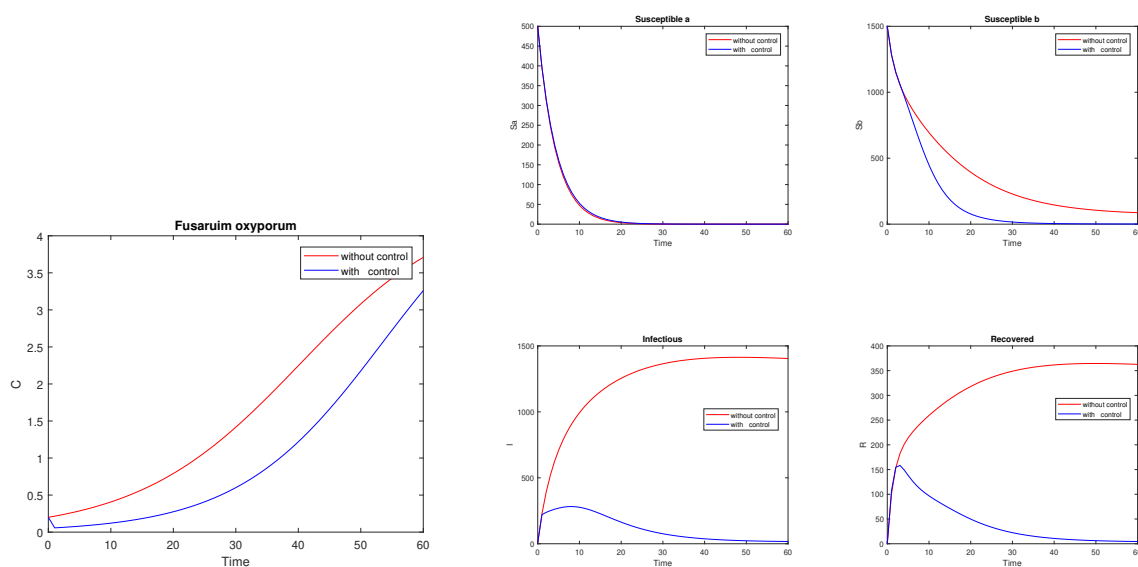 Fusaruim oxyporum
4
3.5
3
2.5
2
1.5
1
0.5
0
C
0 10 20 30 40 50 60
Time
without control
with control
Susceptible a
500
450
400
350
300
250
200
150
100
50
0
Sa
0 10 20 30 40 50 60
Time
without control
with control
Susceptible b
1500
1000
500
0
Sb
0 10 20 30 40 50 60
Time
without control
with control
Infectious
1500
1000
500
0
I
0 10 20 30 40 50 60
Time
without control
with control
Recovered
400
350
300
250
200
150
100
50
0
R
0 10 20 30 40 50 60
Time
without control
with control